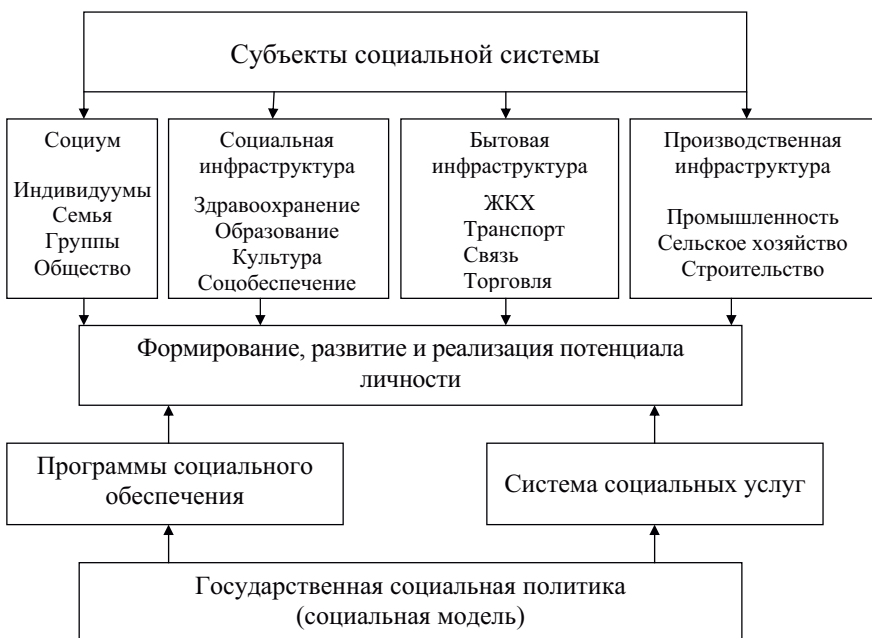 Субъекты социальной системы
Социум
Индивидуумы
Семья
Группы
Общество
Социальная
инфраструктура
Здравоохранение
Образование
Культура
Соцобеспечение
Бытовая
инфраструктура
ЖКХ
Транспорт
Связь
Торговля
Производственная
инфраструктура
Промышленность
Сельское хозяйство
Строительство
Формирование, развитие и реализация потенциала
личности
Программы социального
обеспечения
Система социальных услуг
Государственная социальная политика
(социальная модель)